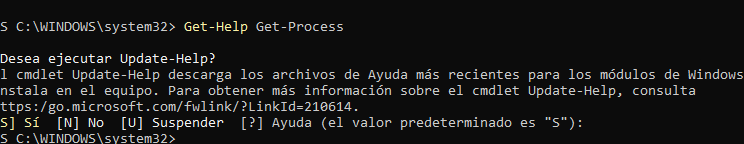 S C:\WINDOWS\system32> Get-Help Get-Process
Desea ejecutar Update-Help?
l cmdlet Update-Help descarga los archivos de Ayuda más recientes para los módulos de Windows
nstala en el equipo. Para obtener más información sobre el cmdlet Update-Help, consulta
ttps:/go.microsoft.com/fwlink/?LinkId=210614.
S] Sí  [N] No  [U] Suspender  [?] Ayuda (el valor predeterminado es "S"):
S C:\WINDOWS\system32>